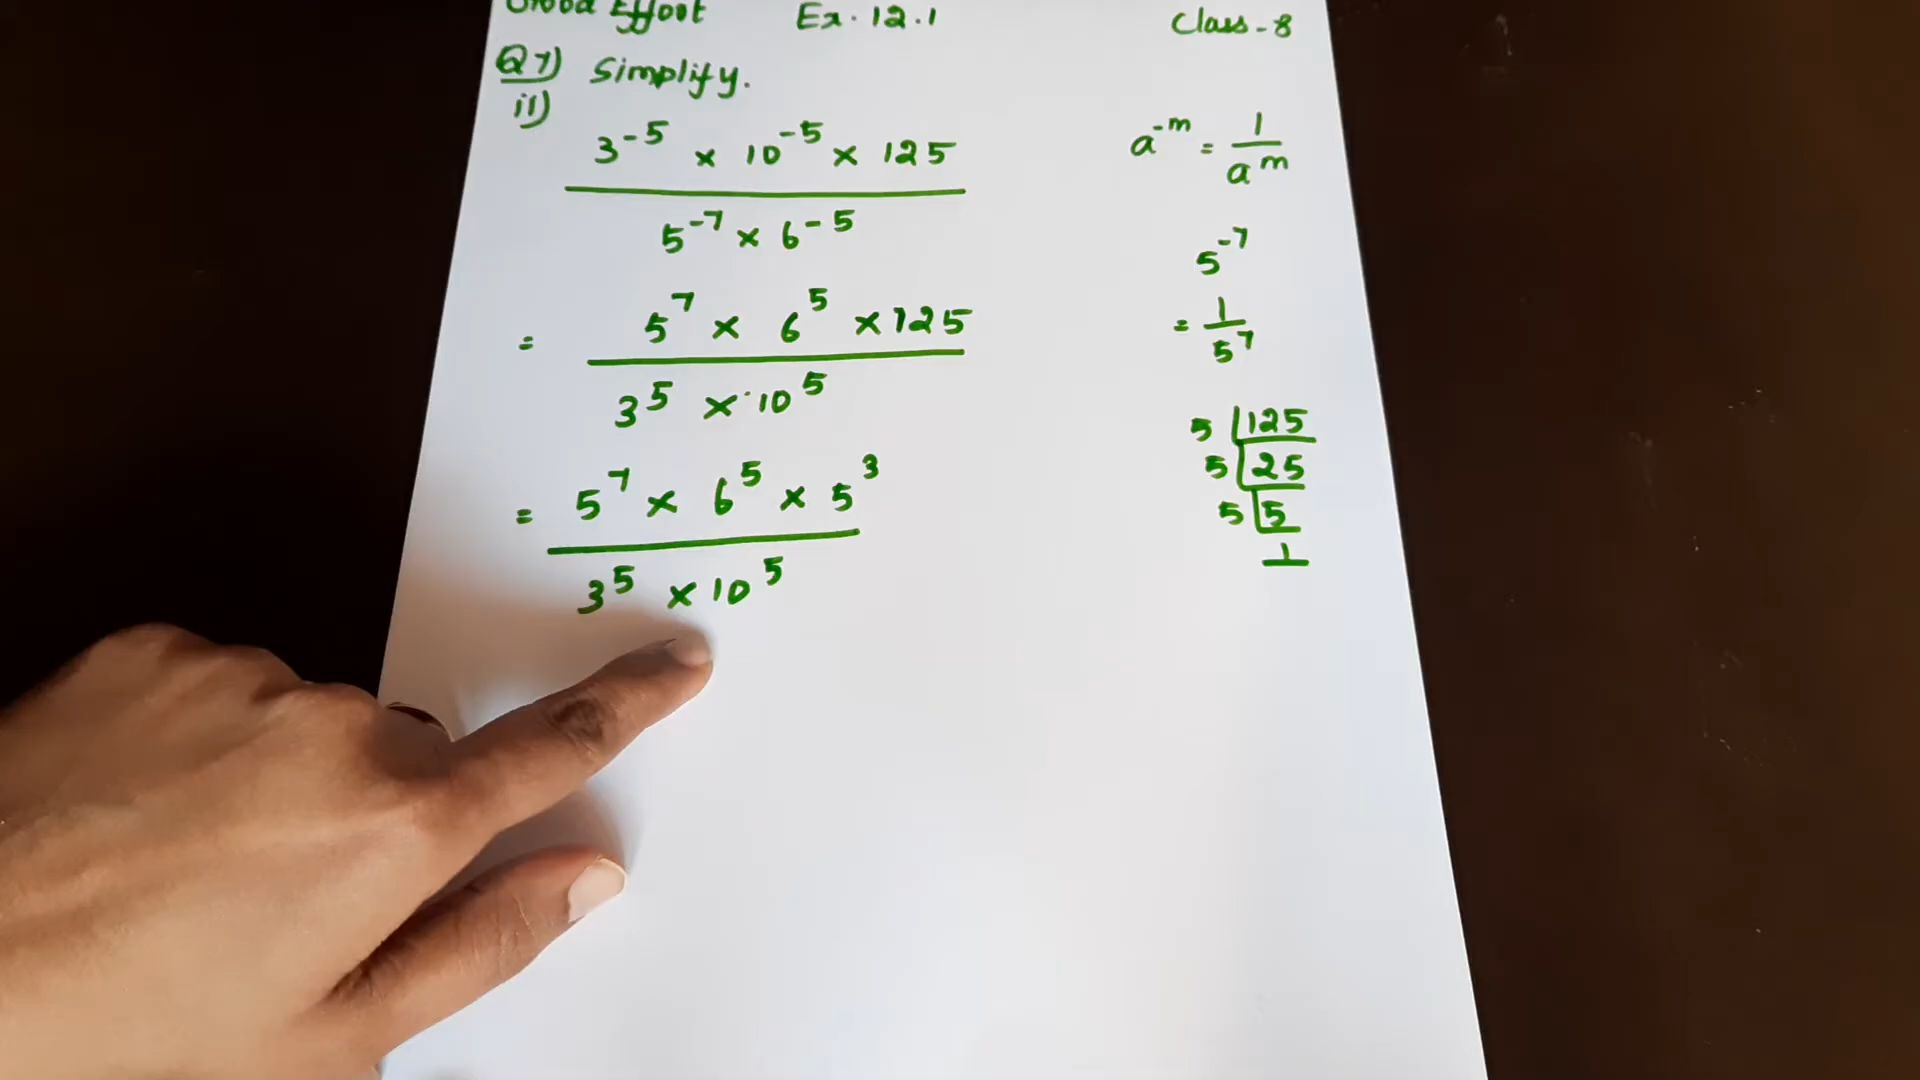 Effort Ex. 12.1 Class-8
Q7) Simplify.
ii)
3^-5 × 10^-5 × 125
5^-7 × 6^-5
= 5^7 × 6^5 × 125
3^5 × 10^5
= 5^7 × 6^5 × 5^3
3^5 × 10^5
a^-m = 1/a^m
5^-7
= 1/5^7
5 125
5 25
5 5
1